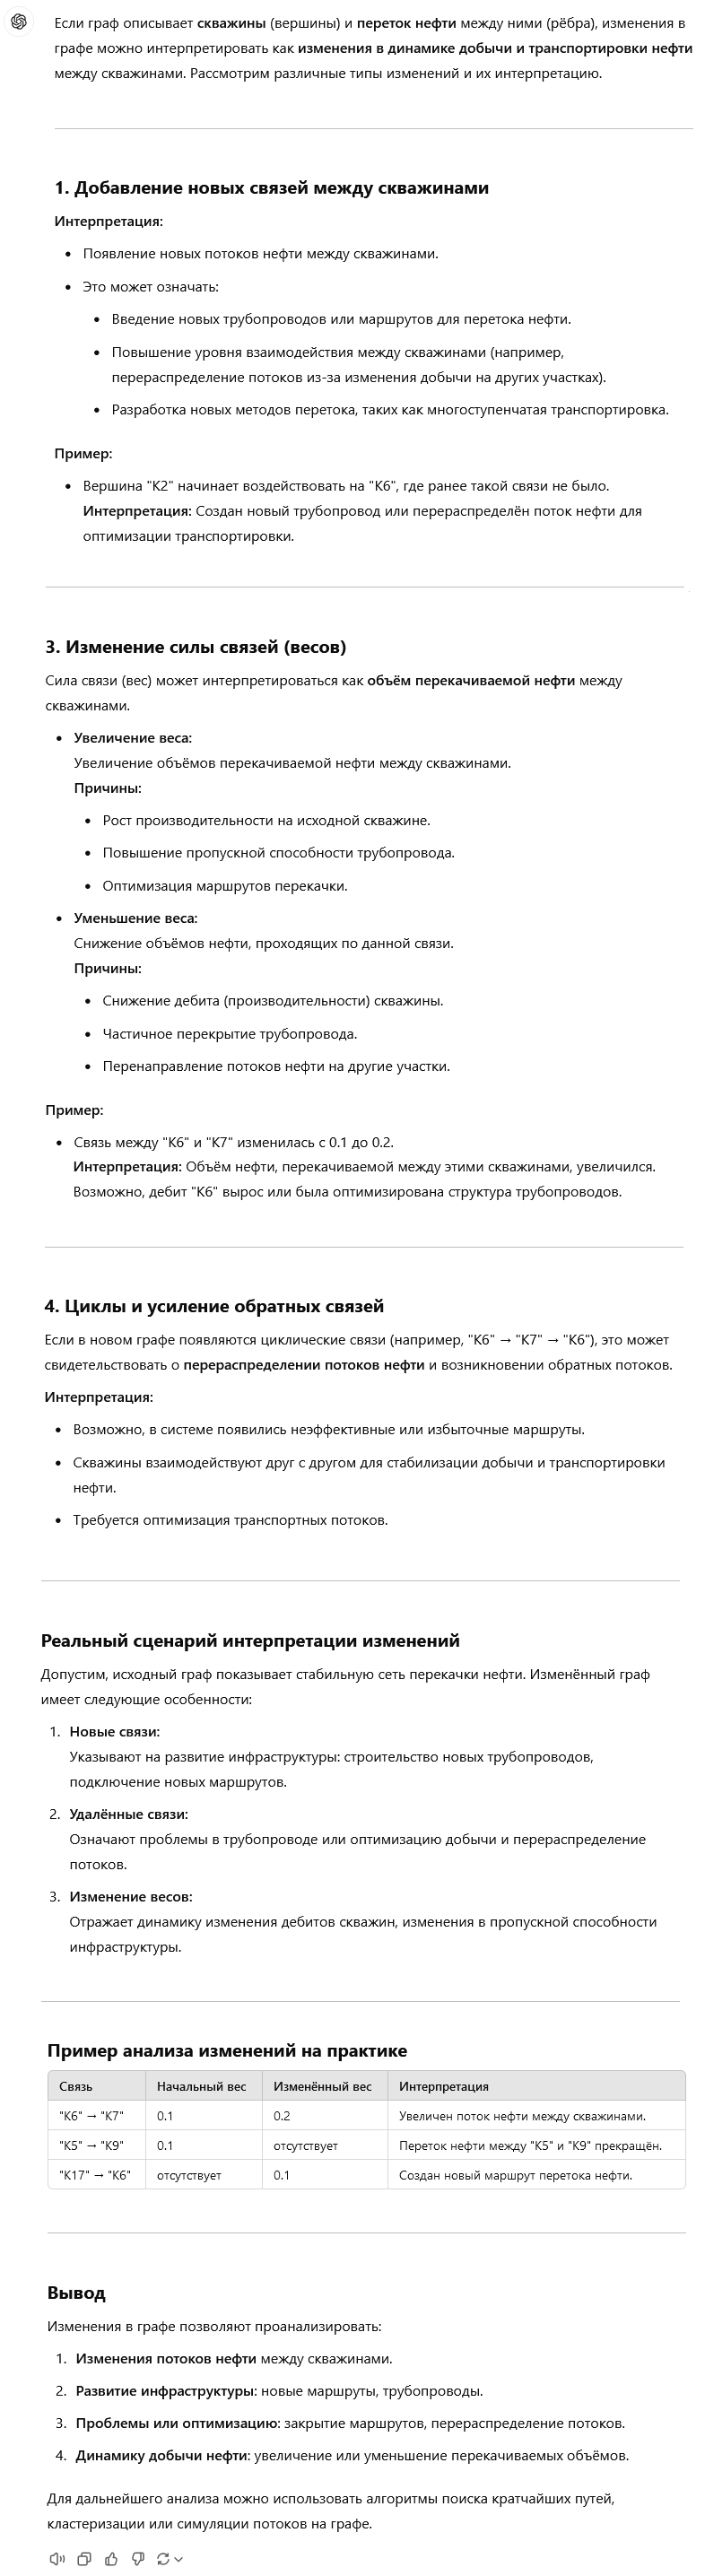 Если граф описывает скважины (вершины) и переток нефти между ними (рёбра), изменения в
графе можно интерпретировать как изменения в динамике добычи и транспортировки нефти
между скважинами. Рассмотрим различные типы изменений и их интерпретацию.
1. Добавление новых связей между скважинами
Интерпретация:
• Появление новых потоков нефти между скважинами.
• Это может означать:
• Введение новых трубопроводов или маршрутов для перетока нефти.
• Повышение уровня взаимодействия между скважинами (например,
перераспределение потоков из-за изменения добычи на других участках).
• Разработка новых методов перетока, таких как многоступенчатая транспортировка.
Пример:
• Вершина "К2" начинает воздействовать на "К6", где ранее такой связи не было.
Интерпретация: Создан новый трубопровод или перераспределён поток нефти для
оптимизации транспортировки.
3. Изменение силы связей (весов)
Сила связи (вес) может интерпретироваться как объём перекачиваемой нефти между
скважинами.
• Увеличение веса:
Увеличение объёмов перекачиваемой нефти между скважинами.
Причины:
• Рост производительности на исходной скважине.
• Повышение пропускной способности трубопровода.
• Оптимизация маршрутов перекачки.
• Уменьшение веса:
Снижение объёмов нефти, проходящих по данной связи.
Причины:
• Снижение дебита (производительности) скважины.
• Частичное перекрытие трубопровода.
• Перенаправление потоков нефти на другие участки.
Пример:
• Связь между "К6" и "К7" изменилась с 0.1 до 0.2.
Интерпретация: Объём нефти, перекачиваемой между этими скважинами, увеличился.
Возможно, дебит "К6" вырос или была оптимизирована структура трубопроводов.
4. Циклы и усиление обратных связей
Если в новом графе появляются циклические связи (например, "К6" → "К7" → "К6"), это может
свидетельствовать о перераспределении потоков нефти и возникновении обратных потоков.
Интерпретация:
• Возможно, в системе появились неэффективные или избыточные маршруты.
• Скважины взаимодействуют друг с другом для стабилизации добычи и транспортировки
нефти.
• Требуется оптимизация транспортных потоков.
Реальный сценарий интерпретации изменений
Допустим, исходный граф показывает стабильную сеть перекачки нефти. Изменённый граф
имеет следующие особенности:
1. Новые связи:
Указывают на развитие инфраструктуры: строительство новых трубопроводов,
подключение новых маршрутов.
2. Удалённые связи:
Означают проблемы в трубопроводе или оптимизацию добычи и перераспределение
потоков.
3. Изменение весов:
Отражает динамику изменения дебитов скважин, изменения в пропускной способности
инфраструктуры.
Пример анализа изменений на практике
Связь Начальный вес Изменённый вес Интерпретация
"К6" → "К7" 0.1 0.2 Увеличен поток нефти между скважинами.
"К5" → "К9" 0.1 отсутствует Переток нефти между "К5" и "К9" прекращён.
"К17" → "К6" отсутствует 0.1 Создан новый маршрут перетока нефти.
Вывод
Изменения в графе позволяют проанализировать:
1. Изменения потоков нефти между скважинами.
2. Развитие инфраструктуры: новые маршруты, трубопроводы.
3. Проблемы или оптимизацию: закрытие маршрутов, перераспределение потоков.
4. Динамику добычи нефти: увеличение или уменьшение перекачиваемых объёмов.
Для дальнейшего анализа можно использовать алгоритмы поиска кратчайших путей,
кластеризации или симуляции потоков на графе.